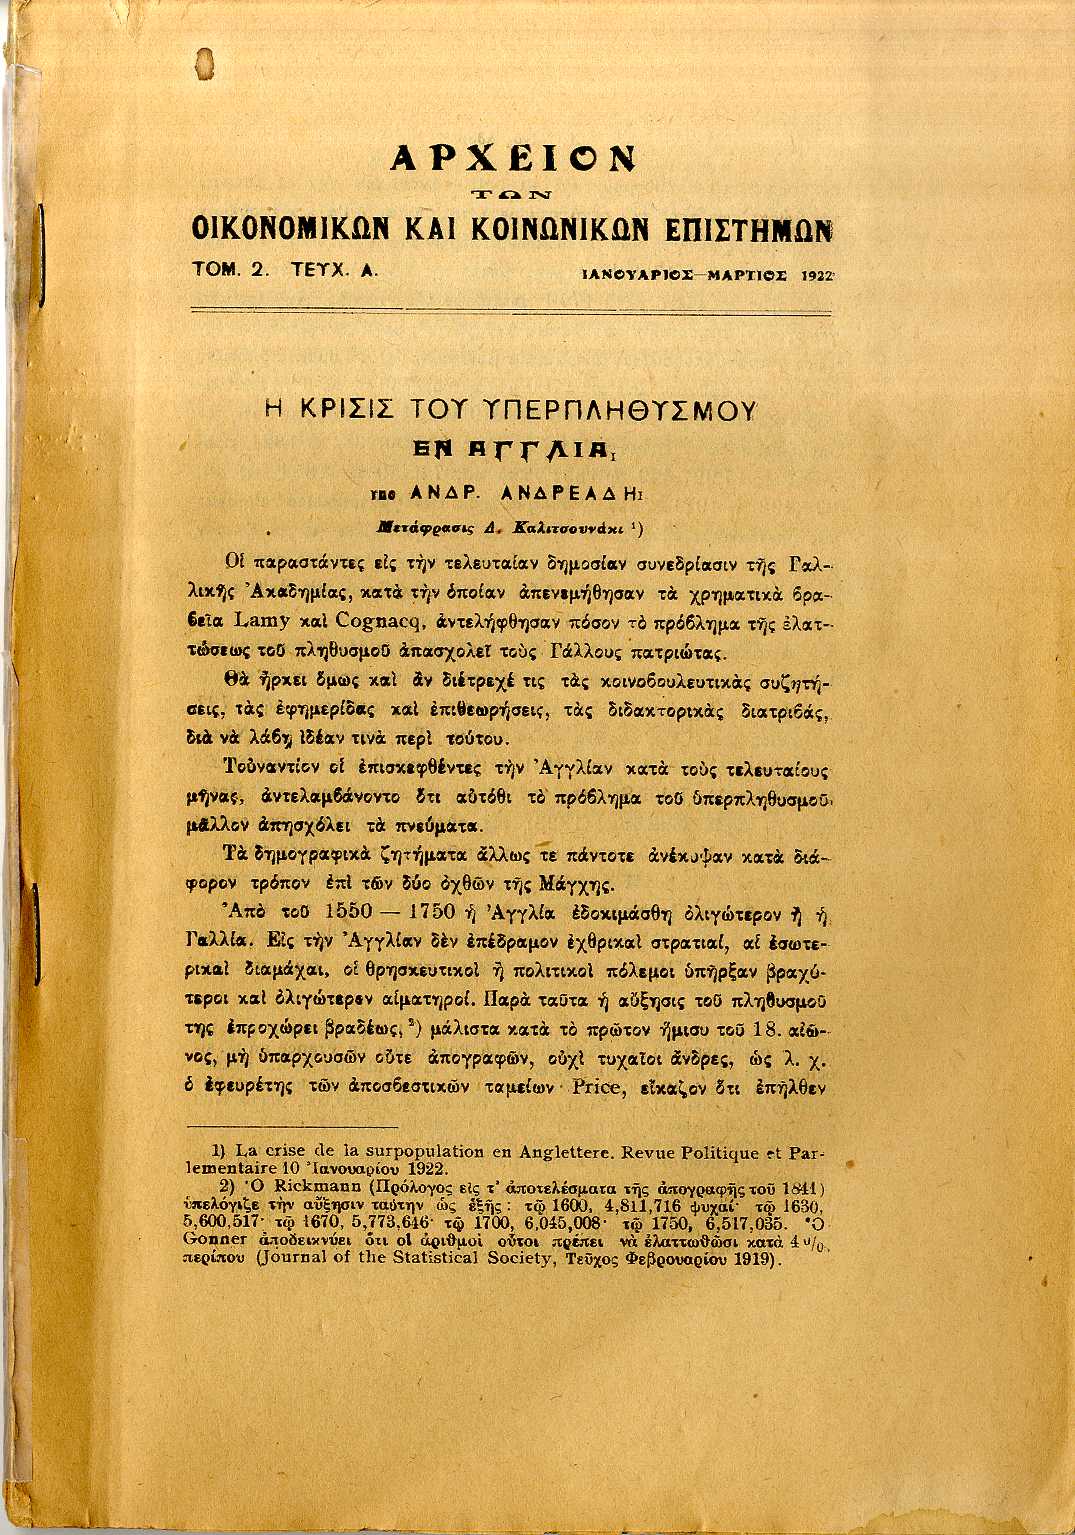 ΑΡΧΕΙΟΝ
ΤΩΝ
ΟΙΚΟΝΟΜΙΚΩΝ ΚΑΙ ΚΟΙΝΩΝΙΚΩΝ ΕΠΙΣΤΗΜΩΝ
ΤΟΜ. 2. ΤΕΥΧ. Α. ΙΑΝΟΥΑΡΙΟΣ—ΜΑΡΤΙΟΣ 1922
Η ΚΡΙΣΙΣ ΤΟΥ ΥΠΕΡΠΛΗΘΥΣΜΟΥ
ΕΝ ΑΓΓΛΙΑι
ΥΠΟ ΑΝΔΡ. ΑΝΔΡΕΑΔΗι
Μετάφρασις Δ. Καλιτσουνάκι ¹)
Οἱ παραστάντες εἰς τὴν τελευταίαν δημοσίαν συνεδρίασιν τῆς Γαλ-
λικῆς Ἀκαδημίας, κατὰ τὴν ὁποίαν ἀπενεμήθησαν τὰ χρηματικὰ βρα-
βεῖα Lamy καὶ Cognacq, ἀντελήφθησαν πόσον τὸ πρόβλημα τῆς ἐλατ-
τώσεως τοῦ πληθυσμοῦ ἀπασχολεῖ τοὺς Γάλλους πατριώτας.
Θὰ ἤρκει ὅμως καὶ ἂν διέτρεχέ τις τὰς κοινοβουλευτικὰς συζητή-
σεις, τὰς ἐφημερίδας καὶ ἐπιθεωρήσεις, τὰς διδακτορικὰς διατριβάς,
διὰ νὰ λάβῃ ἰδέαν τινὰ περὶ τούτου.
Τοὐναντίον οἱ ἐπισκεφθέντες τὴν Ἀγγλίαν κατὰ τοὺς τελευταίους
μῆνας, ἀντελαμβάνοντο ὅτι αὐτόθι τὸ πρόβλημα τοῦ ὑπερπληθυσμοῦ
μᾶλλον ἀπησχόλει τὰ πνεύματα.
Τὰ δημογραφικὰ ζητήματα ἄλλως τε πάντοτε ἀνέκυψαν κατὰ διά-
φορον τρόπον ἐπὶ τῶν δύο ὀχθῶν τῆς Μάγχης.
Ἀπὸ τοῦ 1550 — 1750 ἡ Ἀγγλία ἐδοκιμάσθη ὀλιγώτερον ἢ ἡ
Γαλλία. Εἰς τὴν Ἀγγλίαν δὲν ἐπέδραμον ἐχθρικαὶ στρατιαί, αἱ ἐσωτε-
ρικαὶ διαμάχαι, οἱ θρησκευτικοὶ ἢ πολιτικοὶ πόλεμοι ὑπῆρξαν βραχύ-
τεροι καὶ ὀλιγώτερον αἱματηροί. Παρὰ ταῦτα ἡ αὔξησις τοῦ πληθυσμοῦ
της ἐπροχώρει βραδέως,²) μάλιστα κατὰ τὸ πρῶτον ἥμισυ τοῦ 18. αἰῶ-
νος, μὴ ὑπαρχουσῶν οὔτε ἀπογραφῶν, οὐχὶ τυχαῖοι ἄνδρες, ὡς λ. χ.
ὁ ἐφευρέτης τῶν ἀποσβεστικῶν ταμείων Price, εἴκαζον ὅτι ἐπῆλθεν
1) La crise de la surpopulation en Anglettere. Revue Politique et Par-
lementaire 10 Ἰανουαρίου 1922.
2) Ὁ Rickmann (Πρόλογος εἰς τ' ἀποτελέσματα τῆς ἀπογραφῆς τοῦ 1841)
ὑπελόγιζε τὴν αὔξησιν ταύτην ὡς ἑξῆς: τῷ 1600, 4,811,716 ψυχαί· τῷ 1630,
5,600,517· τῷ 1670, 5,773,646· τῷ 1700, 6,045,008· τῷ 1750, 6,517,035. Ὁ
Gonner ἀποδεικνύει ὅτι οἱ ἀριθμοὶ οὗτοι πρέπει νὰ ἐλαττωθῶσι κατὰ 4 %,
περίπου (Journal of the Statistical Society, Τεῦχος Φεβρουαρίου 1919).